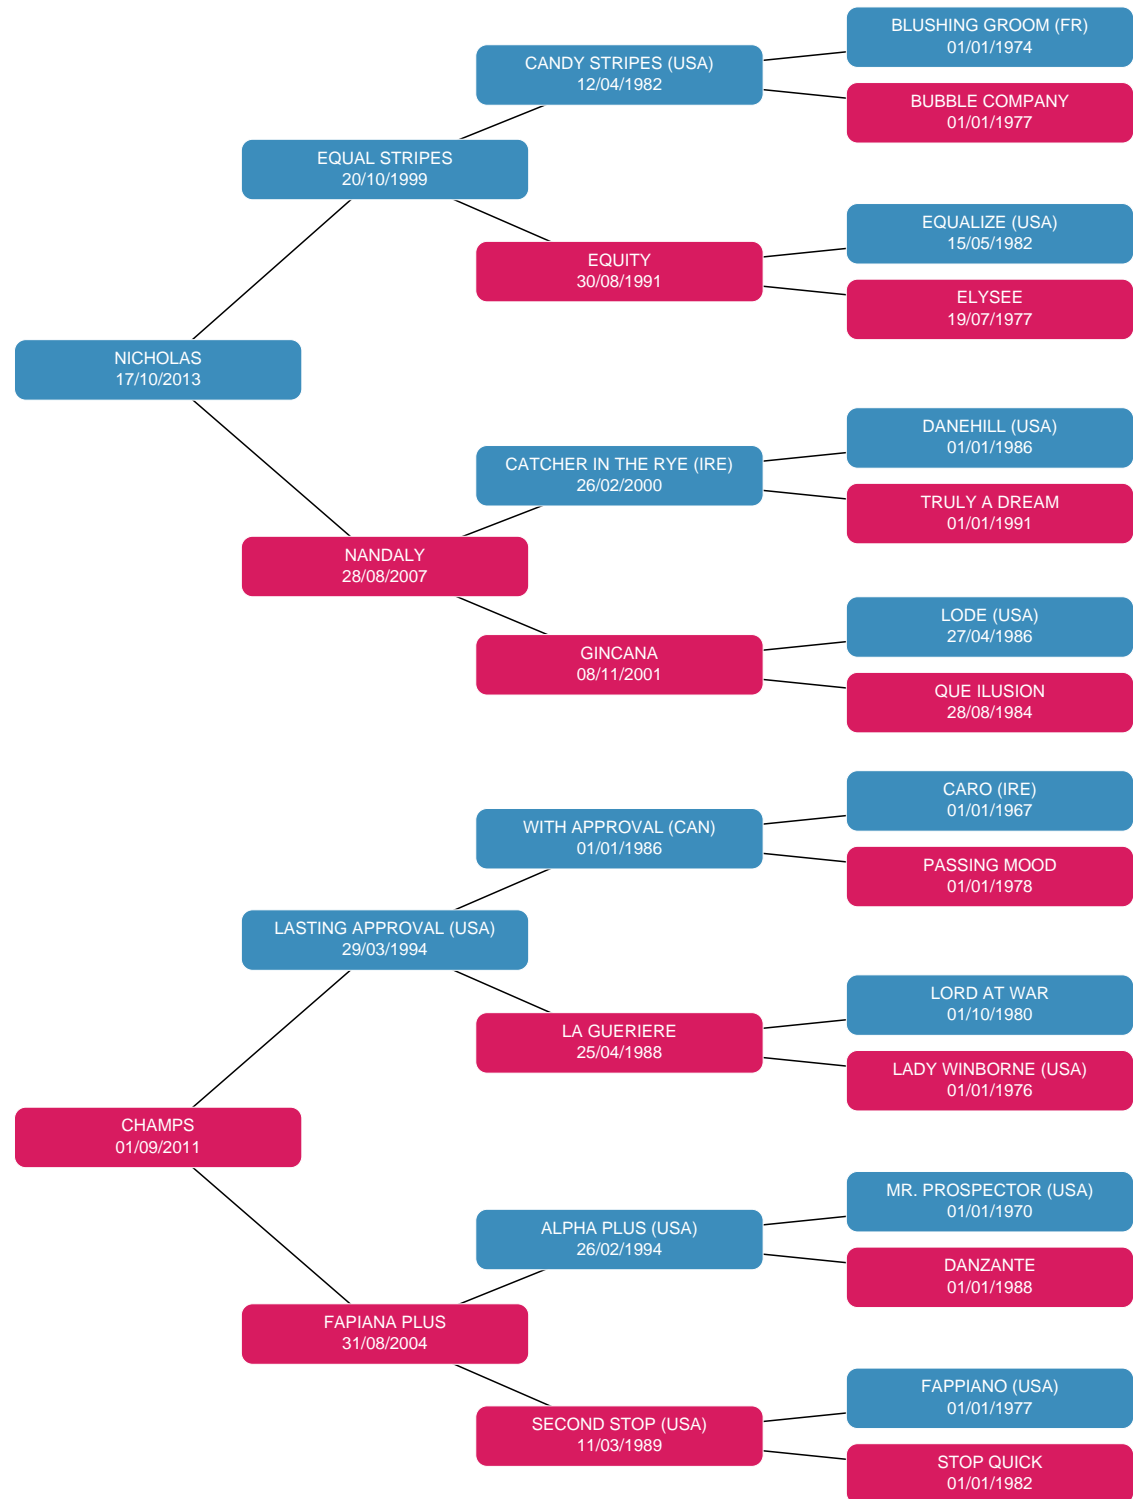 BLUSHING GROOM (FR)
01/01/1974
CANDY STRIPES (USA)
12/04/1982
BUBBLE COMPANY
01/01/1977
EQUAL STRIPES
20/10/1999
EQUALIZE (USA)
15/05/1982
EQUITY
30/08/1991
ELYSEE
19/07/1977
NICHOLAS
17/10/2013
DANEHILL (USA)
01/01/1986
CATCHER IN THE RYE (IRE)
26/02/2000
TRULY A DREAM
01/01/1991
NANDALY
28/08/2007
LODE (USA)
27/04/1986
GINCANA
08/11/2001
QUE ILUSION
28/08/1984
CARO (IRE)
01/01/1967
WITH APPROVAL (CAN)
01/01/1986
PASSING MOOD
01/01/1978
LASTING APPROVAL (USA)
29/03/1994
LORD AT WAR
01/10/1980
LA GUERIERE
25/04/1988
LADY WINBORNE (USA)
01/01/1976
CHAMPS
01/09/2011
MR. PROSPECTOR (USA)
01/01/1970
ALPHA PLUS (USA)
26/02/1994
DANZANTE
01/01/1988
FAPIANA PLUS
31/08/2004
FAPPIANO (USA)
01/01/1977
SECOND STOP (USA)
11/03/1989
STOP QUICK
01/01/1982